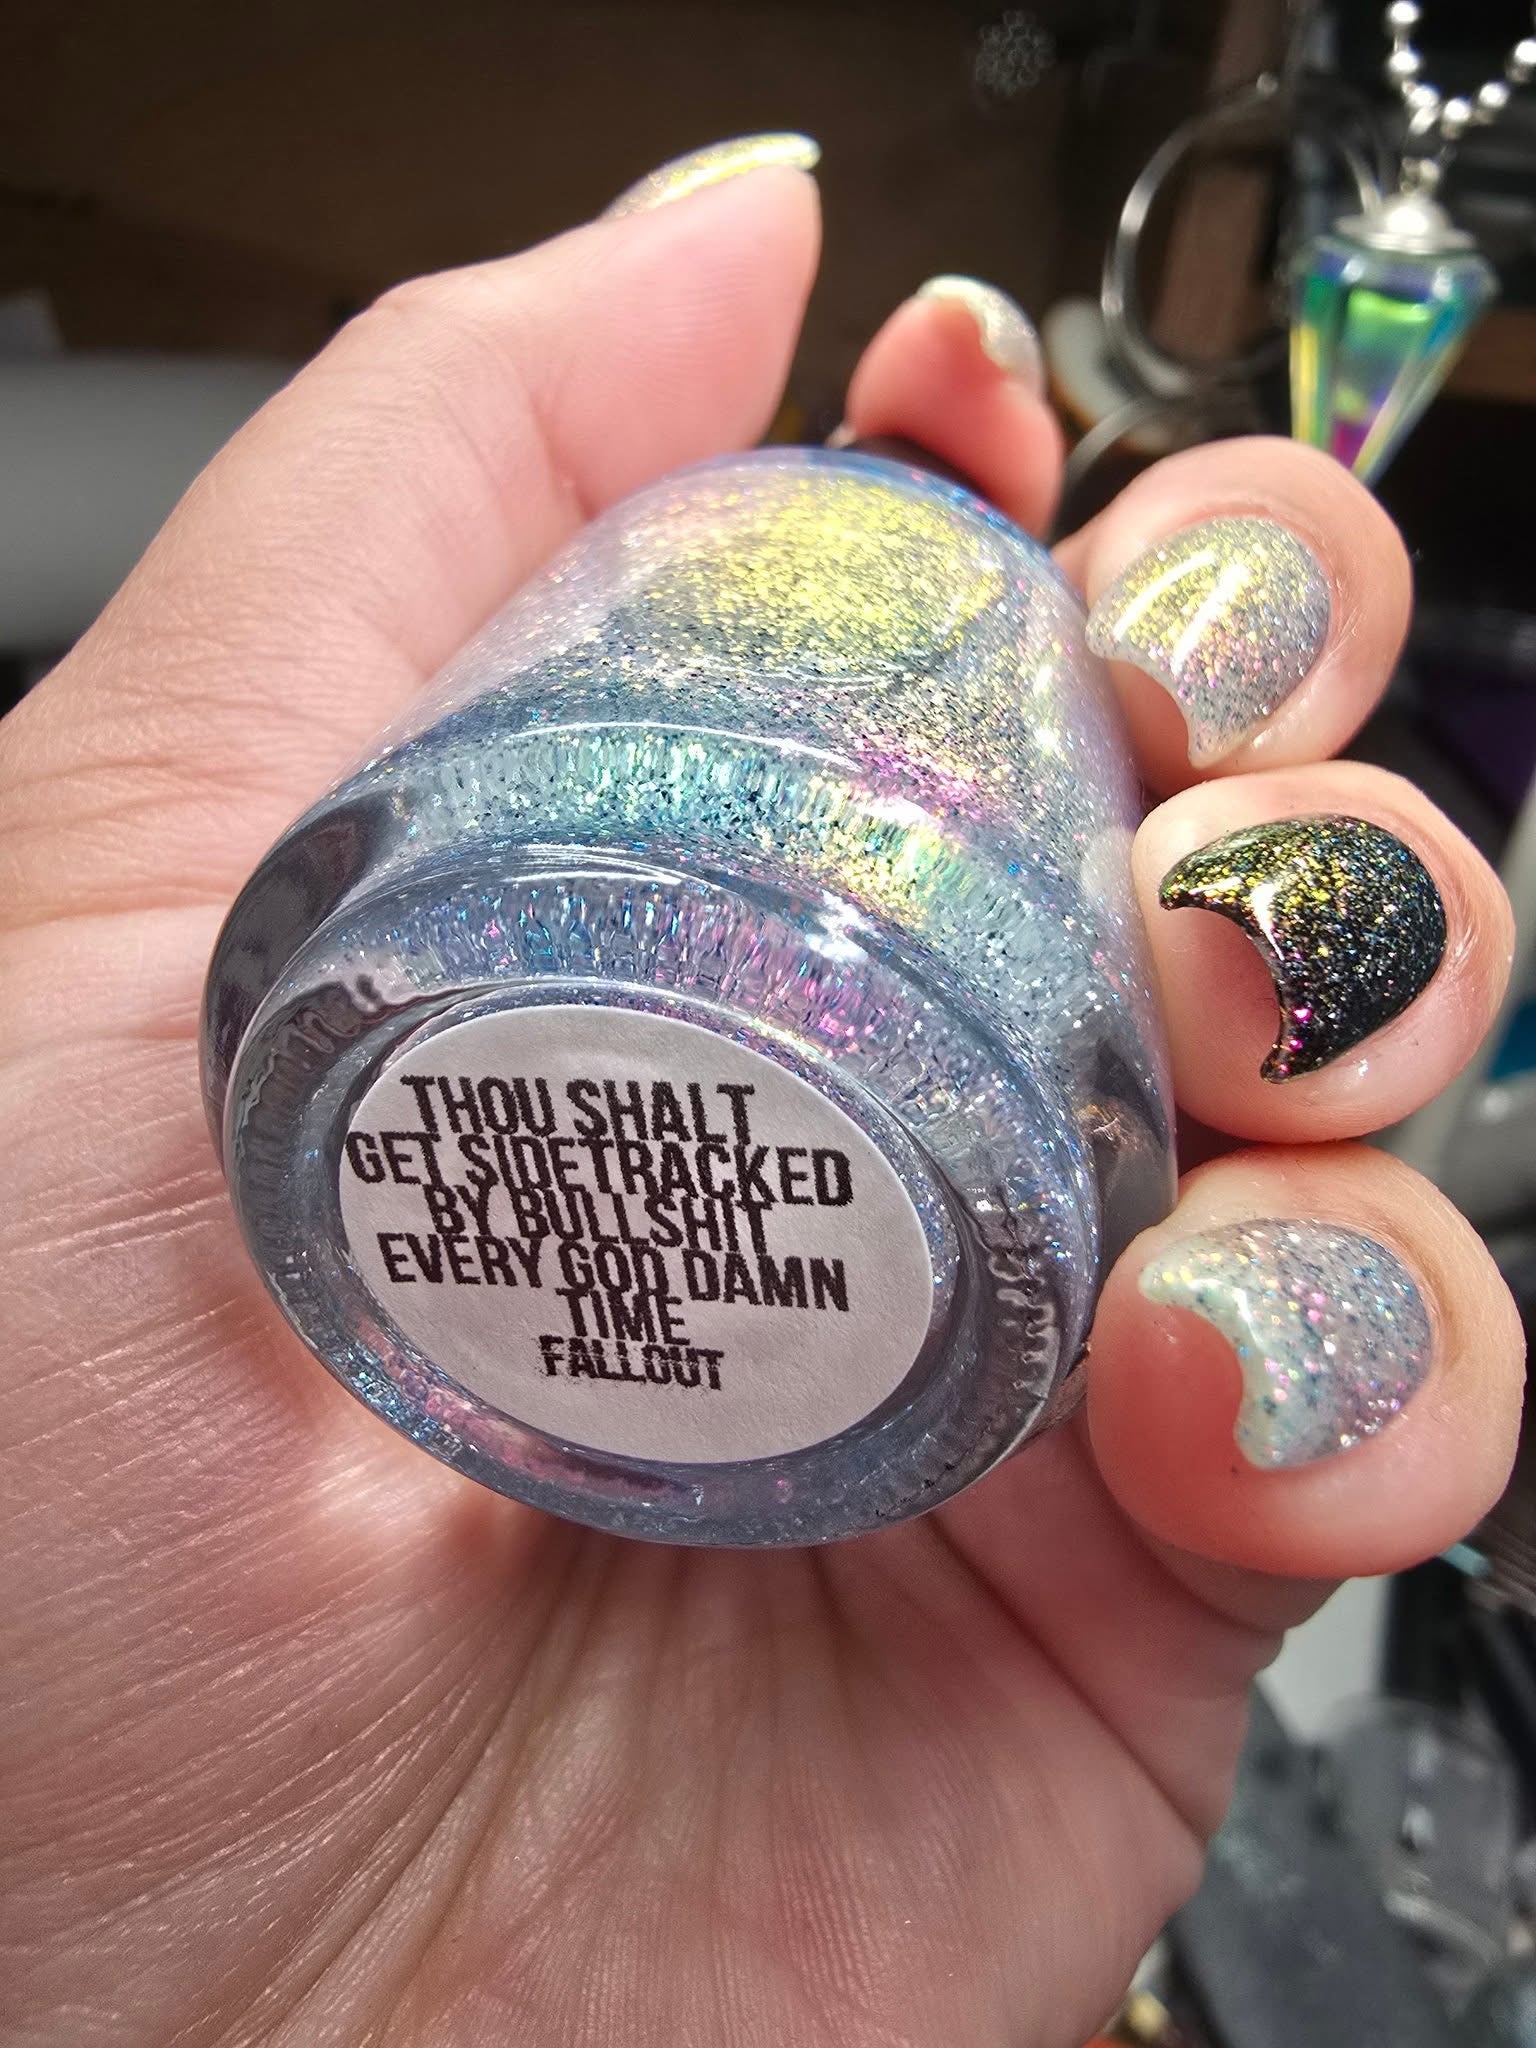 THOU SHALT
GET SIDETRACKED
BY BULLSHIT
EVERY GOD DAMN
TIME
FALLOUT